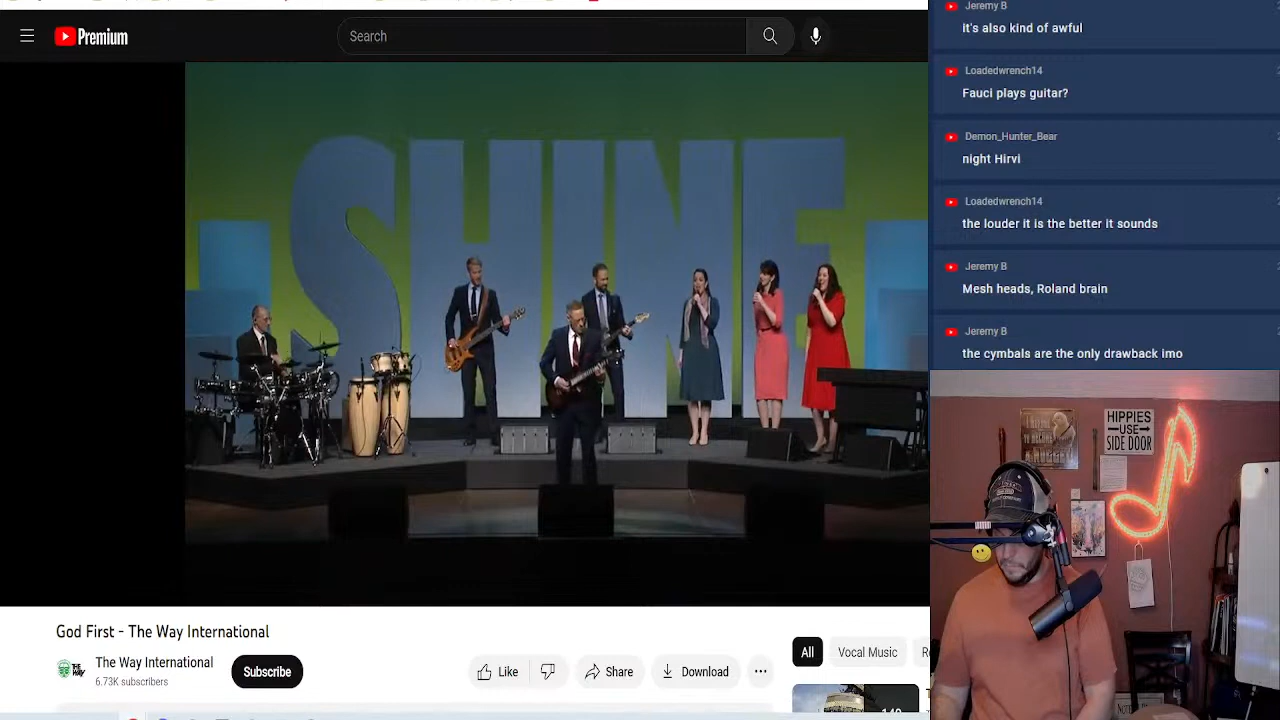 Premium
Search
SHINE
God First - The Way International
The Way International
6.73K subscribers
Subscribe
Like
Share
Download
All
Vocal Music
Jeremy B
it's also kind of awful
Loadedwrench14
Fauci plays guitar?
Demon_Hunter_Bear
night Hirvi
Loadedwrench14
the louder it is the better it sounds
Jeremy B
Mesh heads, Roland brain
Jeremy B
the cymbals are the only drawback imo
HIPPIES
USE
SIDE DOOR